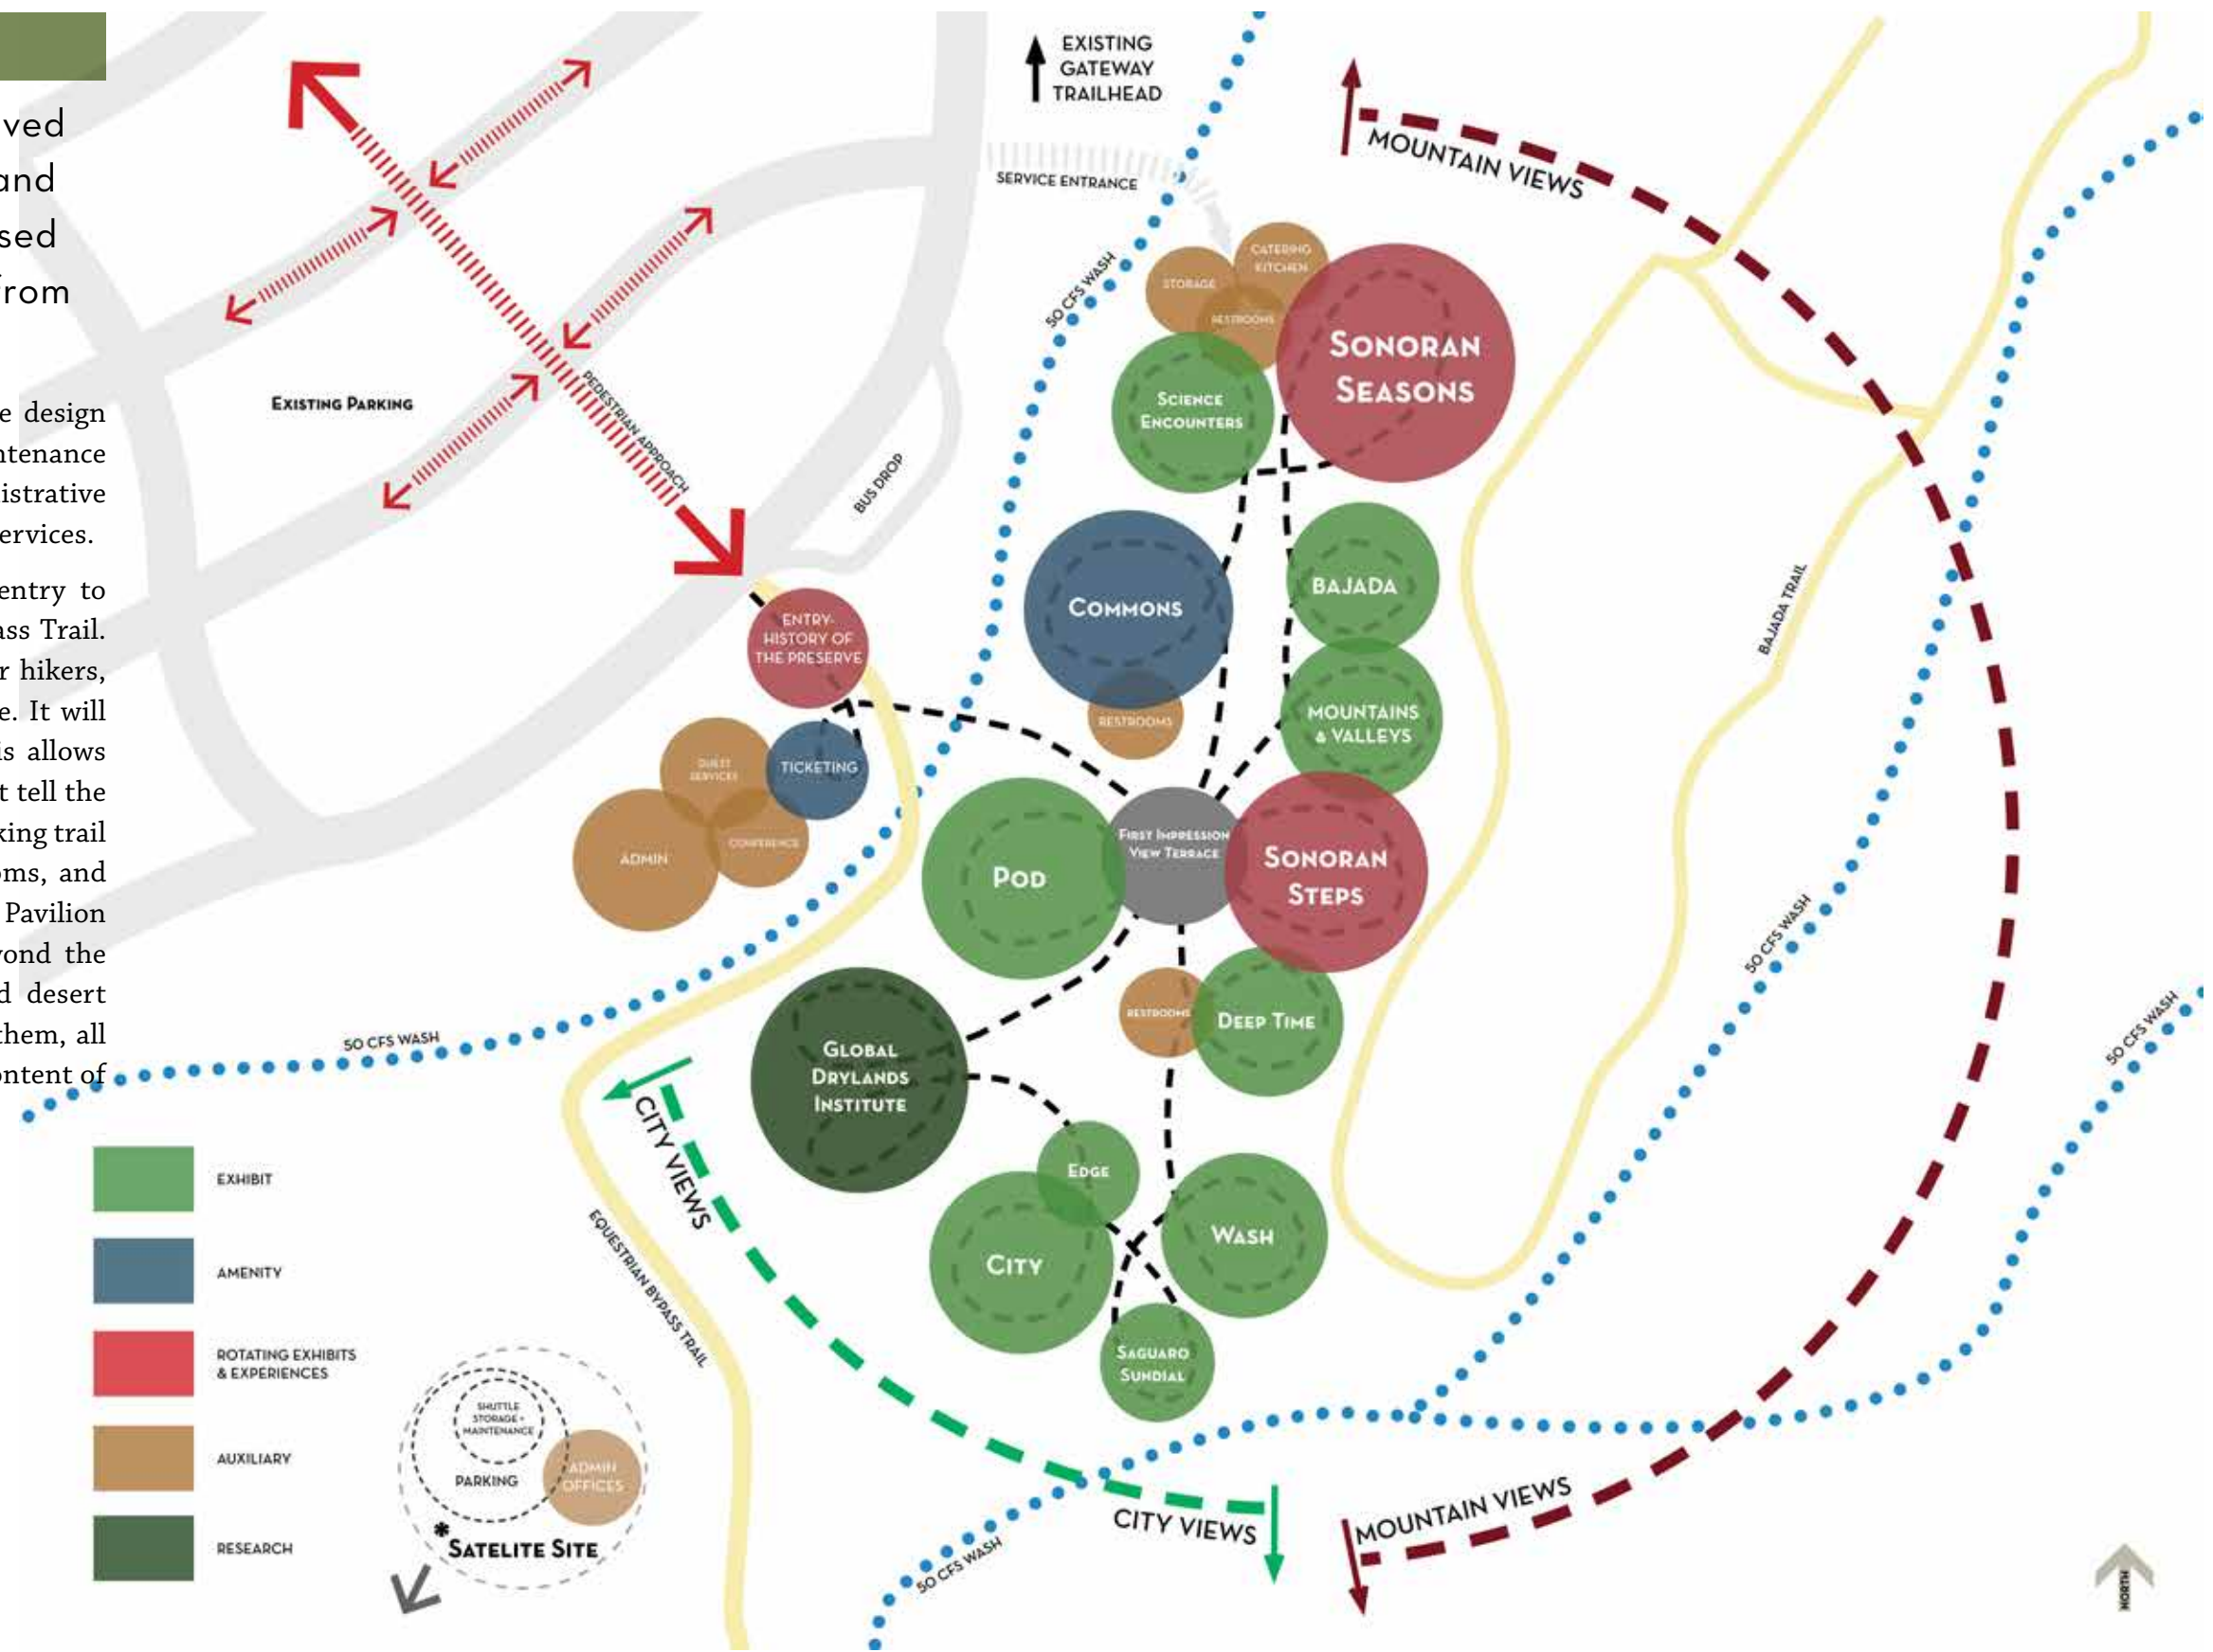 ved
and
sed
from
e design
ntenance
istrative
ervices.
entry to
ass Trail.
r hikers,
e. It will
is allows
t tell the
king trail
oms, and
Pavilion
yond the
d desert
them, all
ontent of
EXISTING
GATEWAY
TRAILHEAD
MOUNTAIN VIEWS
SERVICE ENTRANCE
50 CFS WASH
EXISTING PARKING
PEDESTRIAN APPROACH
BUS DROP
CATERING
KITCHEN
STORAGE
RESTROOMS
SONORAN
SEASONS
SCIENCE
ENCOUNTERS
COMMONS
BAJADA
BAJADA TRAIL
ENTRY-
HISTORY OF
THE PRESERVE
RESTROOMS
MOUNTAINS
& VALLEYS
GUEST
SERVICES
TICKETING
CONFERENCE
ADMIN
POD
FIRST IMPRESSION
VIEW TERRACE
SONORAN
STEPS
50 CFS WASH
RESTROOMS
DEEP TIME
50 CFS WASH
50 CFS WASH
GLOBAL
DRYLANDS
INSTITUTE
CITY VIEWS
EDGE
CITY
WASH
SAGUARO
SUNDIAL
EQUESTRIAN BYPASS TRAIL
EXHIBIT
AMENITY
ROTATING EXHIBITS
& EXPERIENCES
AUXILIARY
RESEARCH
SHUTTLE
STORAGE+
MAINTENANCE
PARKING
ADMIN
OFFICES
*SATELITE SITE
CITY VIEWS
MOUNTAIN VIEWS
50 CFS WASH
NORTH